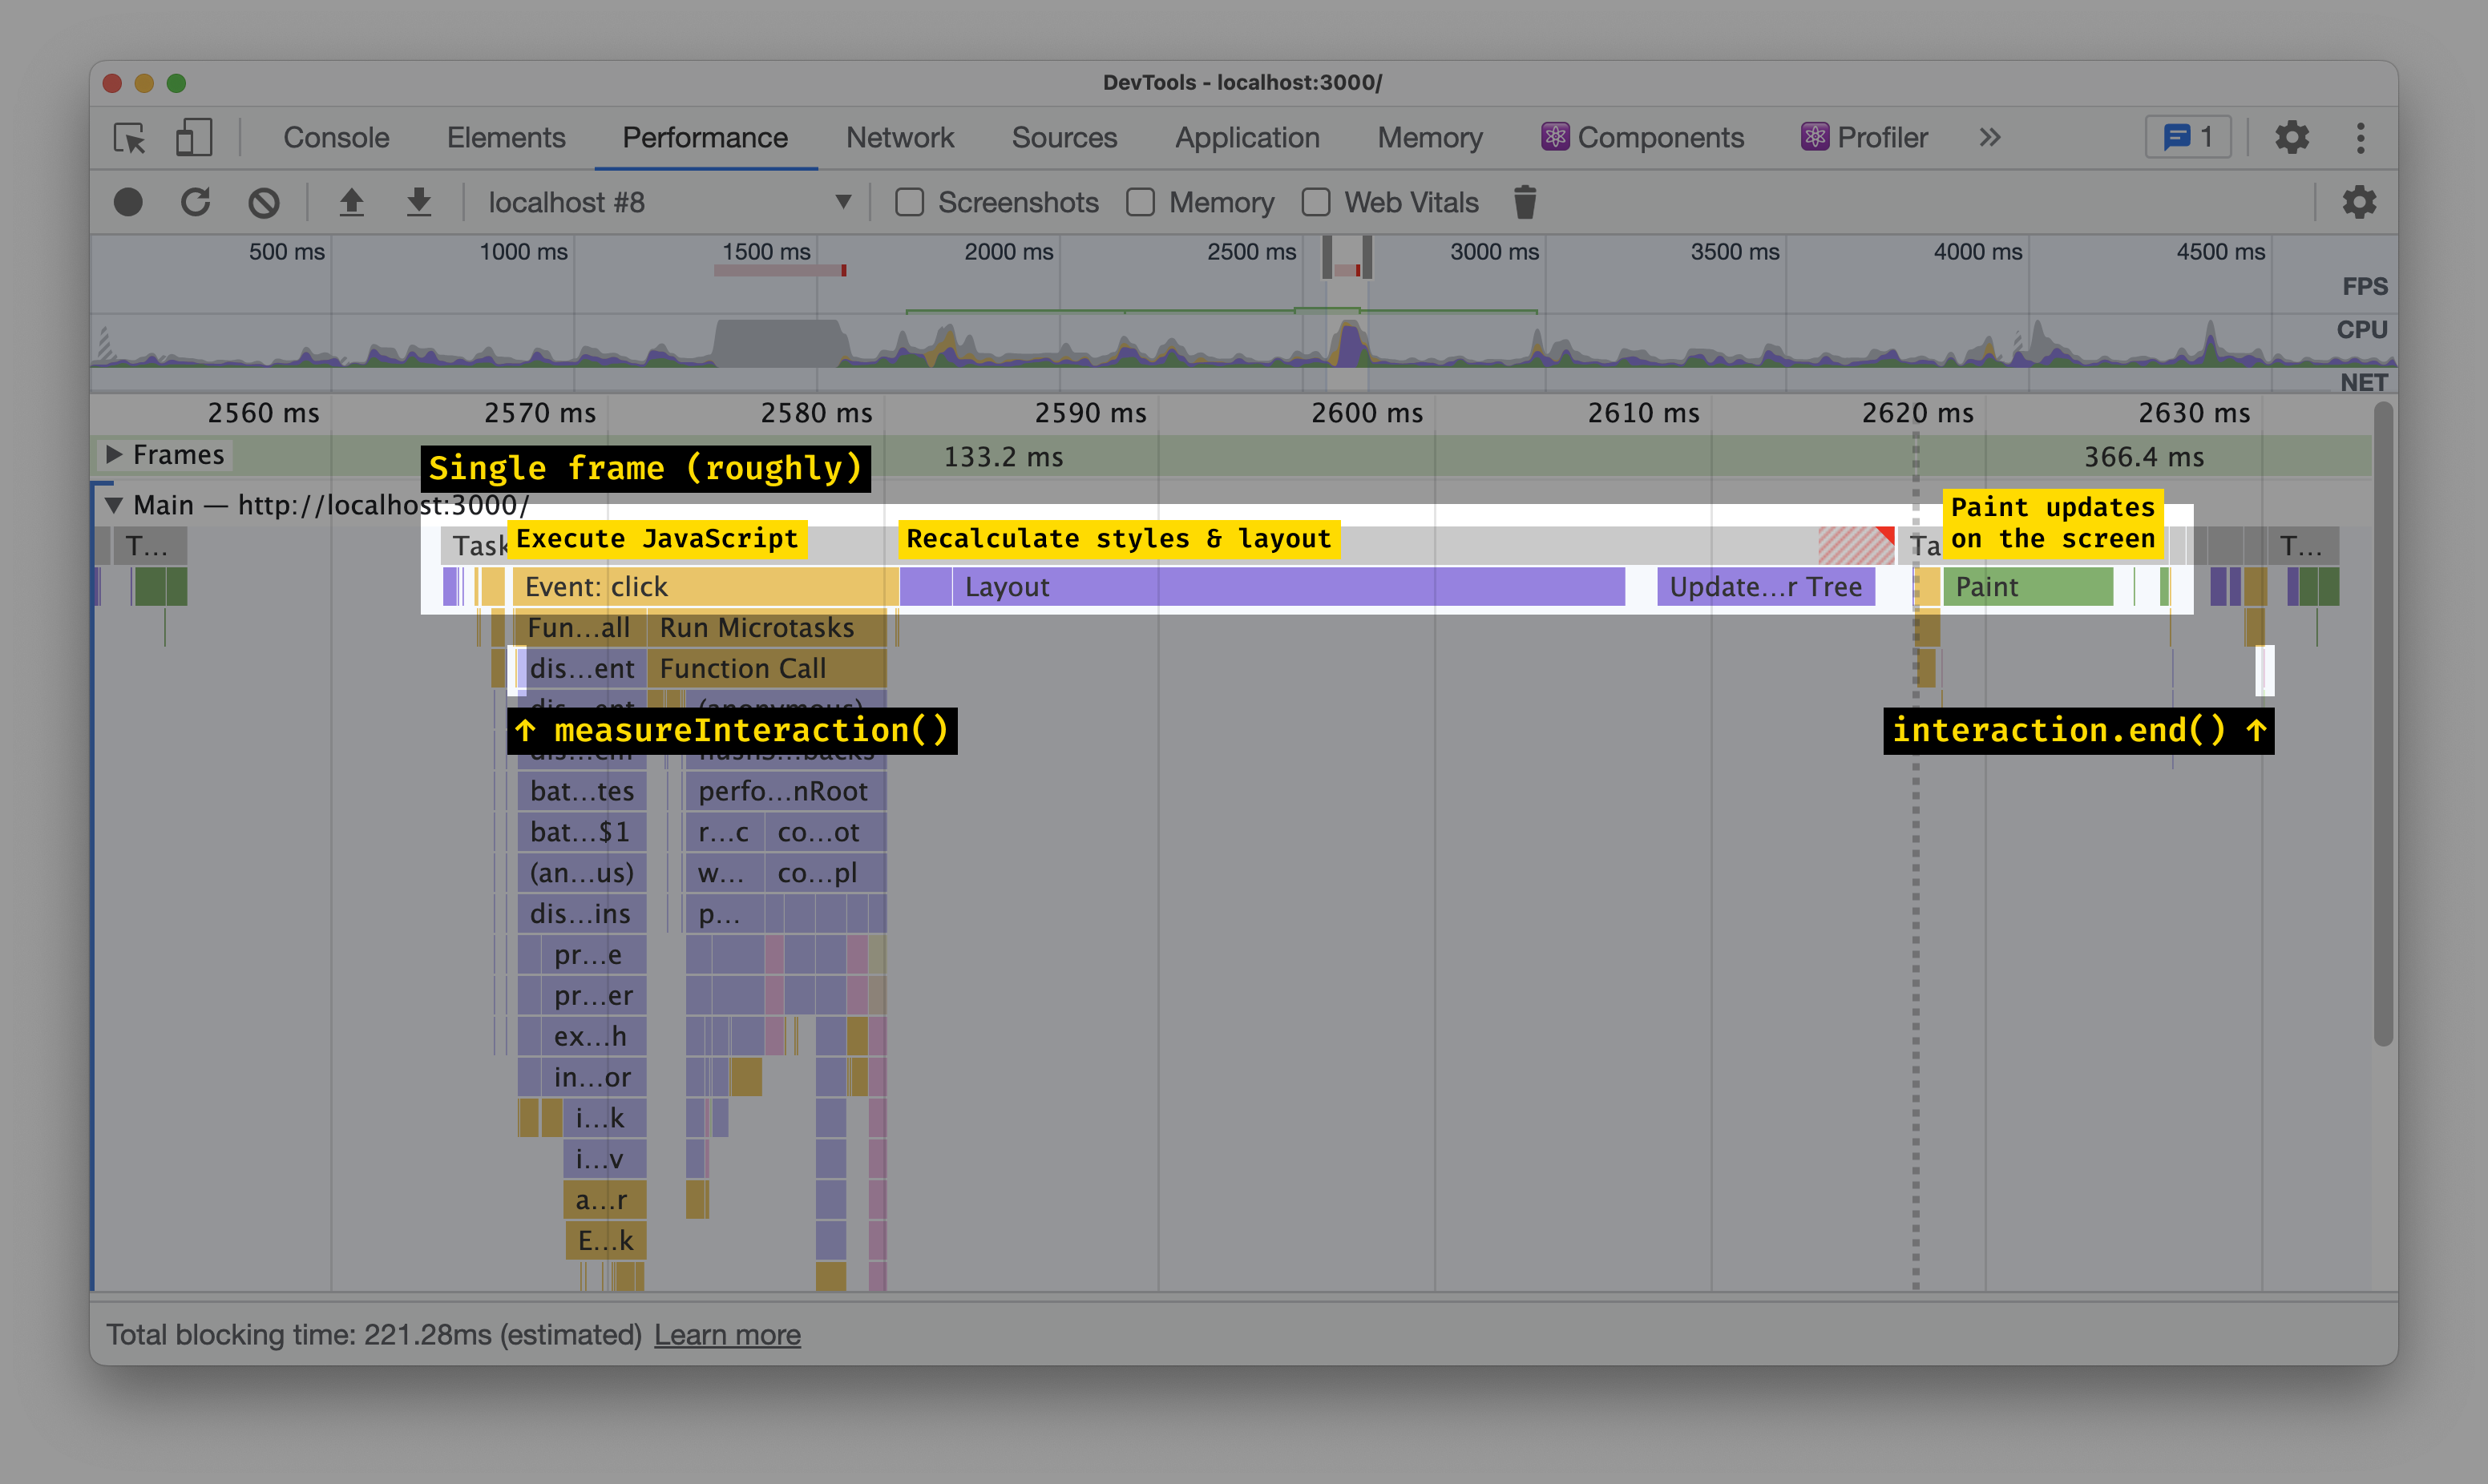 DevTools - localhost:3000/
Console Elements Performance Network Sources Application Memory Components Profiler » 1
localhost #8 ▼ Screenshots Memory Web Vitals
500 ms 1000 ms 1500 ms 2000 ms 2500 ms 3000 ms 3500 ms 4000 ms 4500 ms
FPS
CPU
NET
2560 ms 2570 ms 2580 ms 2590 ms 2600 ms 2610 ms 2620 ms 2630 ms
▶ Frames 133.2 ms 366.4 ms
Single frame (roughly)
▼ Main — http://localhost:3000/
Paint updates
on the screen
T... Task Execute JavaScript Recalculate styles & layout Ta T...
Event: click Layout Update...r Tree Paint
Fun...all Run Microtasks
dis...ent Function Call
dis...ent (anonymous)
↑ measureInteraction() interaction.end() ↑
bat...tes perfo...nRoot
bat...$1 r...c co...ot
(an...us) w... co...pl
dis...ins p...
pr...e
pr...er
ex...h
in...or
i...k
i...v
a...r
E...k
Total blocking time: 221.28ms (estimated) Learn more